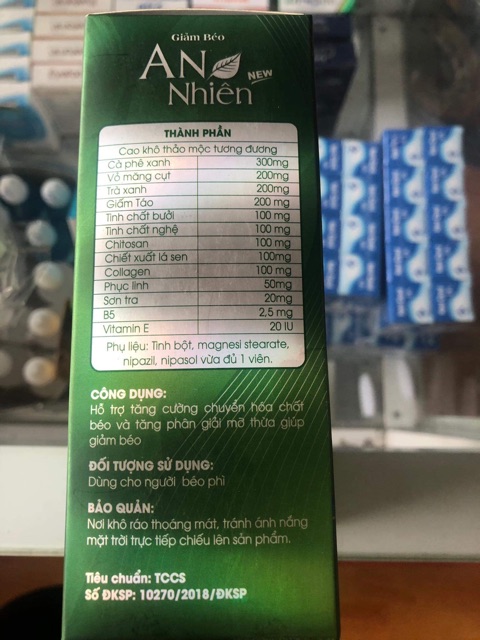 Giảm Béo
AN
Nhiên
NEW
THÀNH PHẦN
Cao khô thảo mộc tương đương
Cà phê xanh 300mg
Vỏ măng cụt 200mg
Trà xanh 200mg
Giấm Táo 200 mg
Tinh chất bưởi 100 mg
Tinh chất nghệ 100 mg
Chitosan 100 mg
Chiết xuất lá sen 100mg
Collagen 100 mg
Phục linh 50mg
Sơn tra 20mg
B5 2,5 mg
Vitamin E 20 IU
Phụ liệu: Tinh bột, magnesi stearate,
nipazil, nipasol vừa đủ 1 viên.
CÔNG DỤNG:
Hỗ trợ tăng cường chuyển hóa chất
béo và tăng phân giải mỡ thừa giúp
giảm béo
ĐỐI TƯỢNG SỬ DỤNG:
Dùng cho người béo phì
BẢO QUẢN:
Nơi khô ráo thoáng mát, tránh ánh nắng
mặt trời trực tiếp chiếu lên sản phẩm.
Tiêu chuẩn: TCCS
Số ĐKSP: 10270/2018/ĐKSP